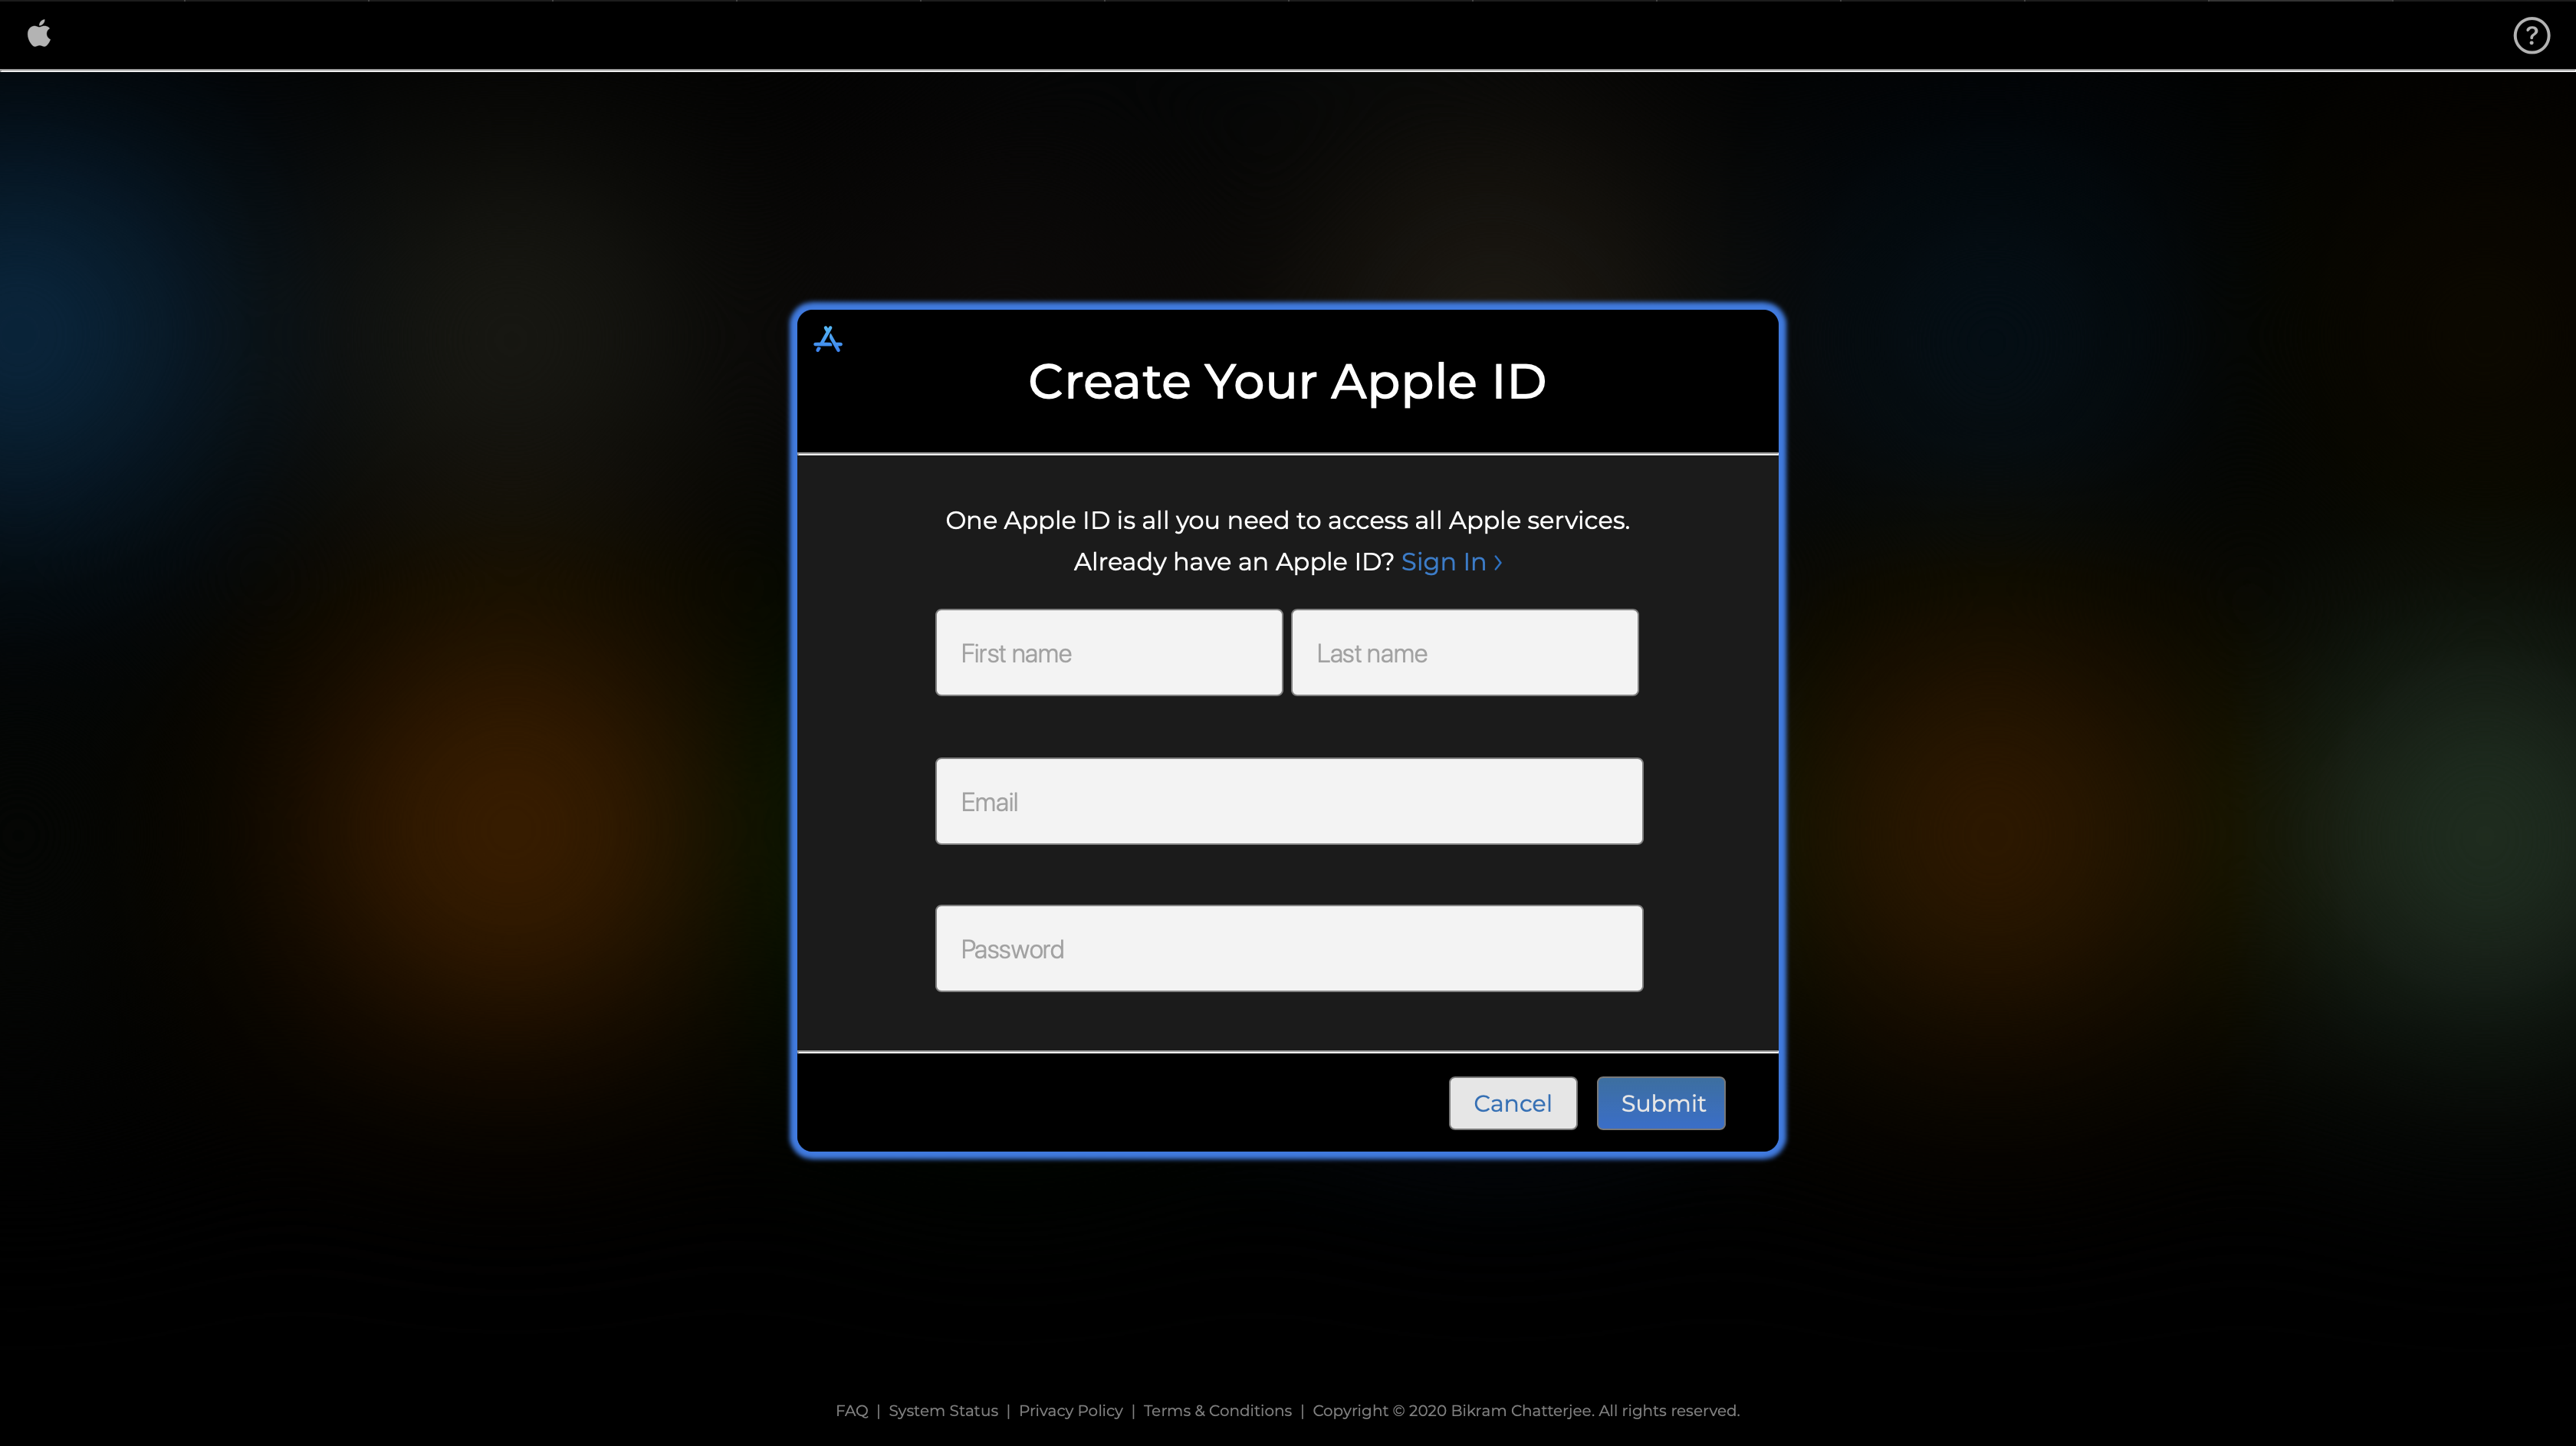 ?
Create Your Apple ID
One Apple ID is all you need to access all Apple services.
Already have an Apple ID? Sign In ›
First name
Last name
Email
Password
Cancel
Submit
FAQ | System Status | Privacy Policy | Terms & Conditions | Copyright © 2020 Bikram Chatterjee. All rights reserved.